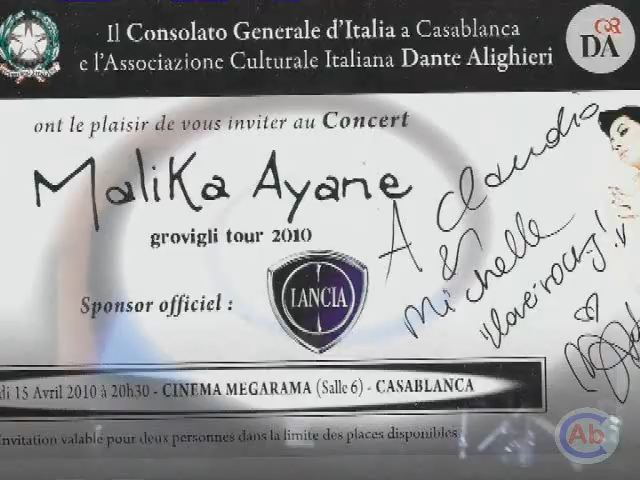 Il Consolato Generale d'Italia a Casablanca
e l'Associazione Culturale Italiana Dante Alighieri
DA
ont le plaisir de vous inviter au Concert
Malika Ayane
grovigli tour 2010
A Claudio
&
Michelle
Sponsor officiel :
LANCIA
di 15 Avril 2010 à 20h30 - CINEMA MEGARAMA (Salle 6) - CASABLANCA
Invitation valable pour deux personnes dans la limite des places disponibles
Ab